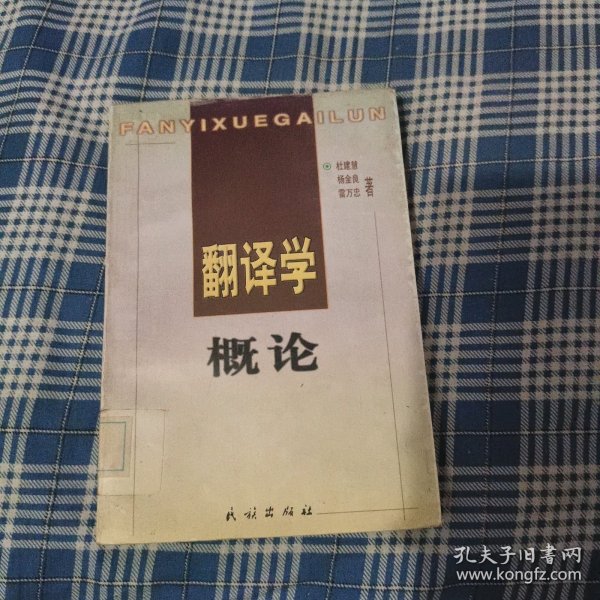 FANYIXUEGAILUN
杜建慧
杨金良
雷万忠
著
翻译学
概论
民族出版社
孔夫子旧书网
www.kongfz.com